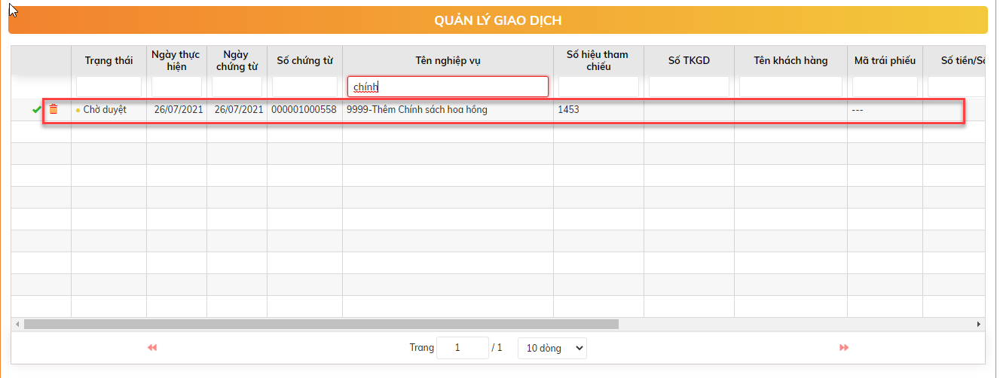 QUẢN LÝ GIAO DỊCH
Trạng thái
Ngày thực
hiện
Ngày
chứng từ
Số chứng từ
Tên nghiệp vụ
Số hiệu tham
chiếu
Số TKGD
Tên khách hàng
Mã trái phiếu
Số tiền/Số
chính
Chờ duyệt 26/07/2021 26/07/2021 000001000558 9999-Thêm Chính sách hoa hồng 1453 ---
Trang 1 / 1 10 dòng